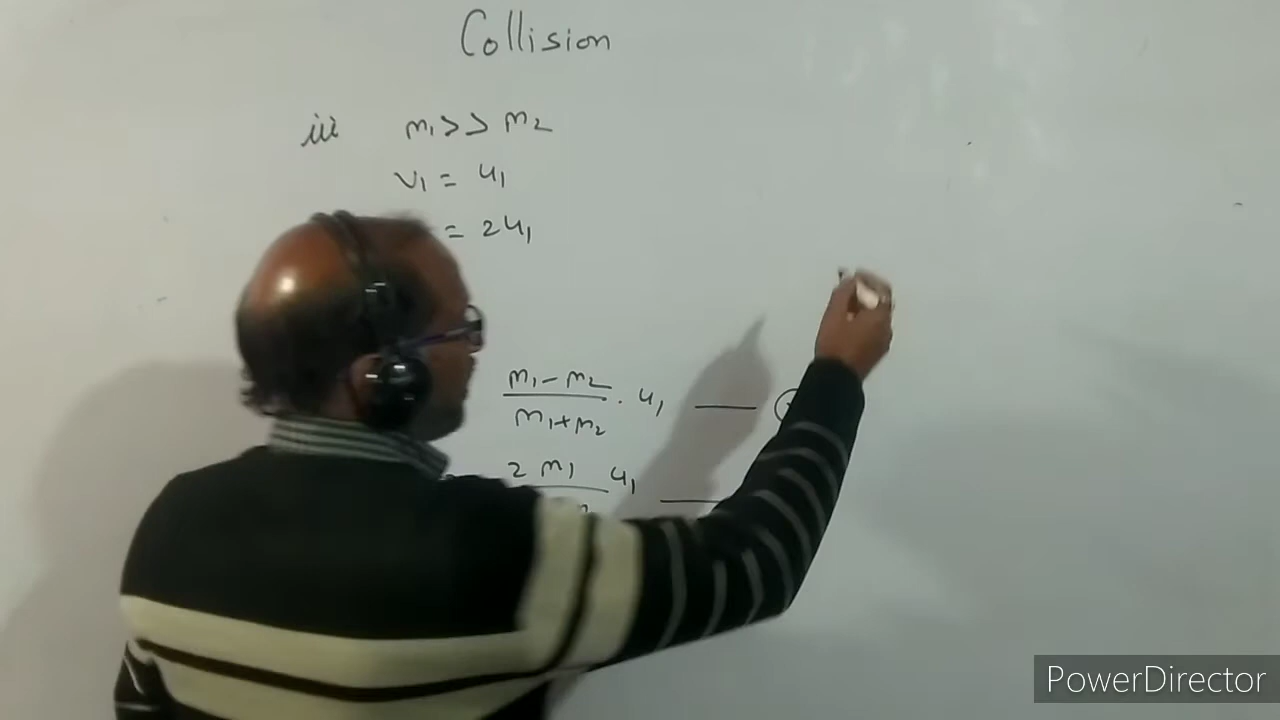 Collision
iii m₁ >> m₂
v₁ = u₁
= 2u₁
m₁ - m₂ / m₁ + m₂ . u₁ —
2 m₁ u₁ —
PowerDirector